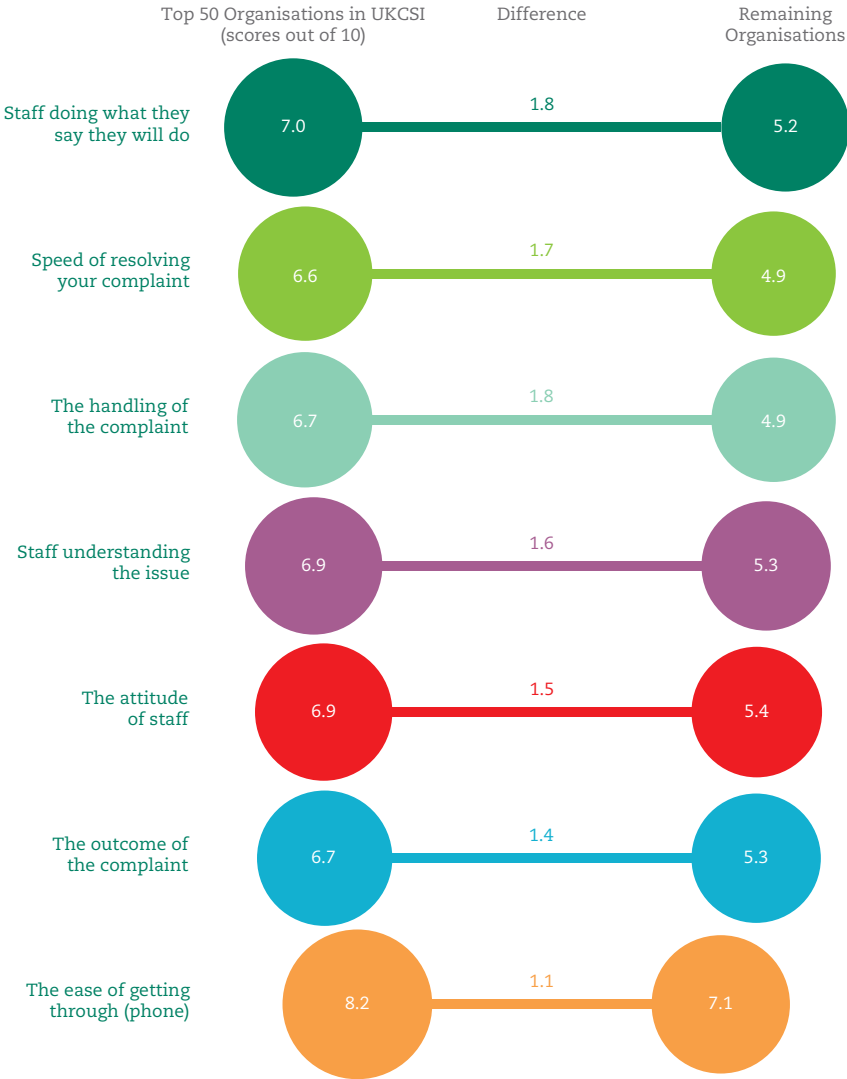 Top 50 Organisations in UKCSI
(scores out of 10)
Difference
Remaining
Organisations
Staff doing what they
say they will do
7.0
1.8
5.2
Speed of resolving
your complaint
6.6
1.7
4.9
The handling of
the complaint
6.7
1.8
4.9
Staff understanding
the issue
6.9
1.6
5.3
The attitude
of staff
6.9
1.5
5.4
The outcome of
the complaint
6.7
1.4
5.3
The ease of getting
through (phone)
8.2
1.1
7.1